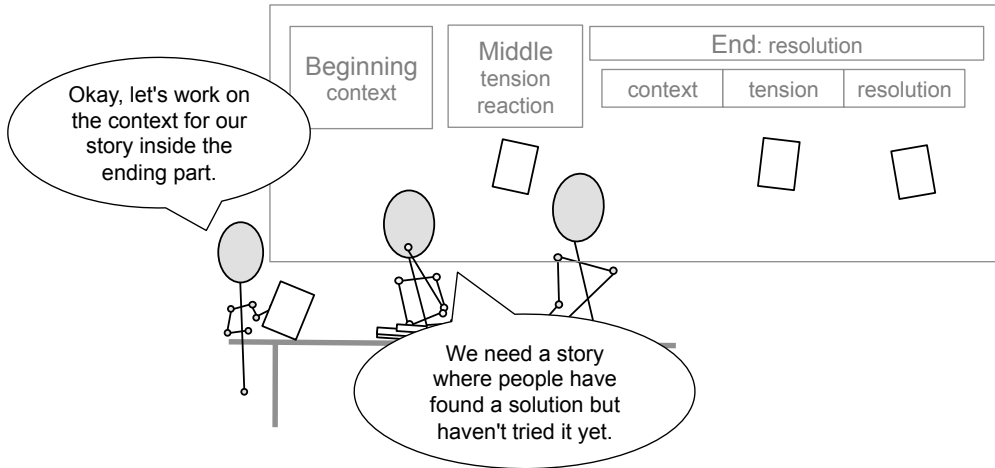 Beginning
context
Middle
tension
reaction
End: resolution
context
tension
resolution
Okay, let's work on
the context for our
story inside the
ending part.
We need a story
where people have
found a solution but
haven't tried it yet.